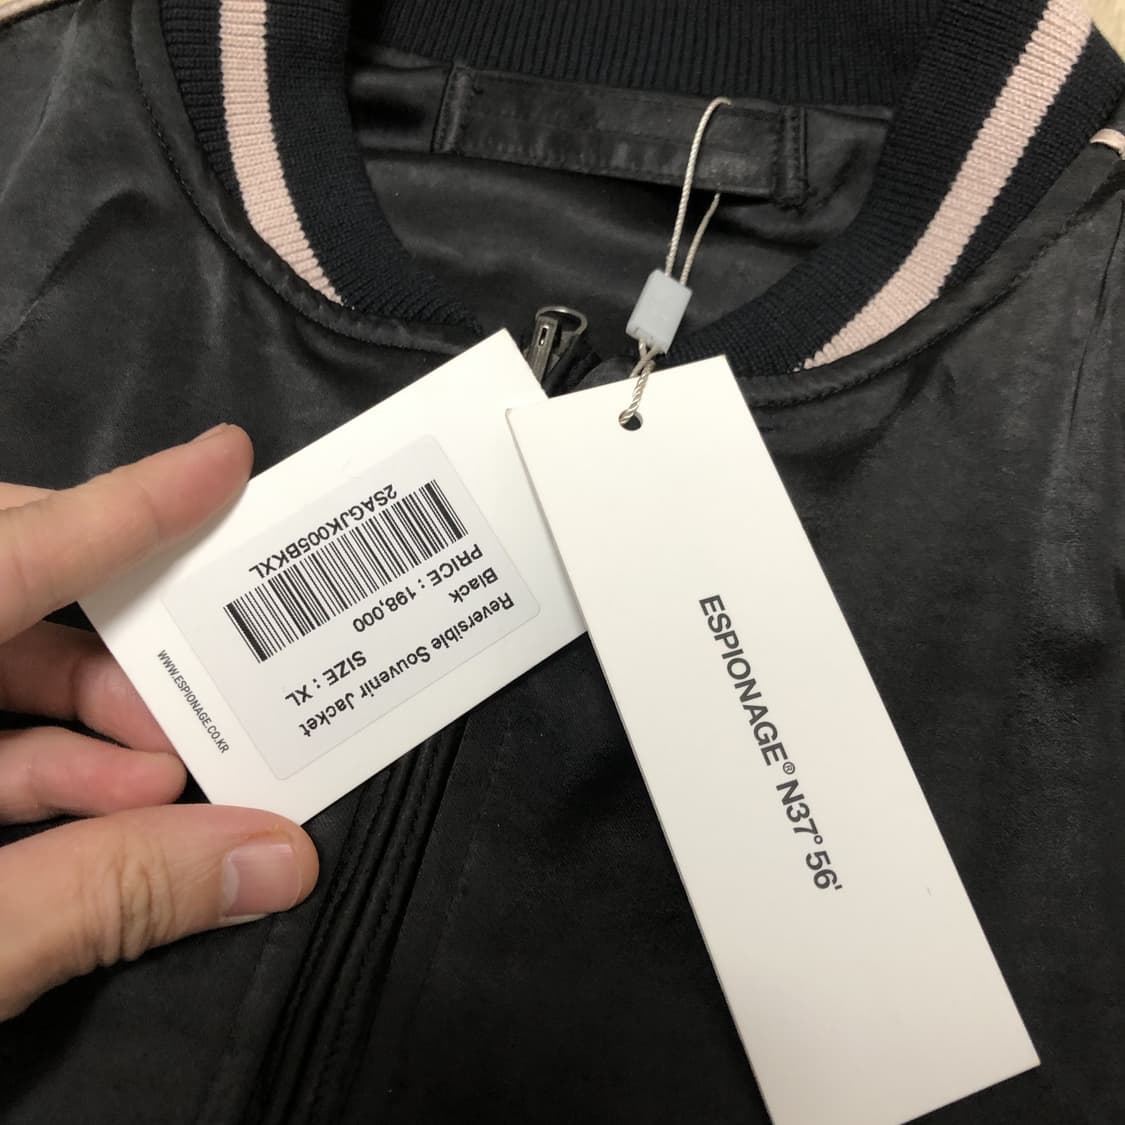 Reversible Souvenir Jacket
Black SIZE : XL
PRICE : 198,000
2SAGJK005BKXL
WWW.ESPIONAGE.CO.KR
ESPIONAGE® N37° 56'